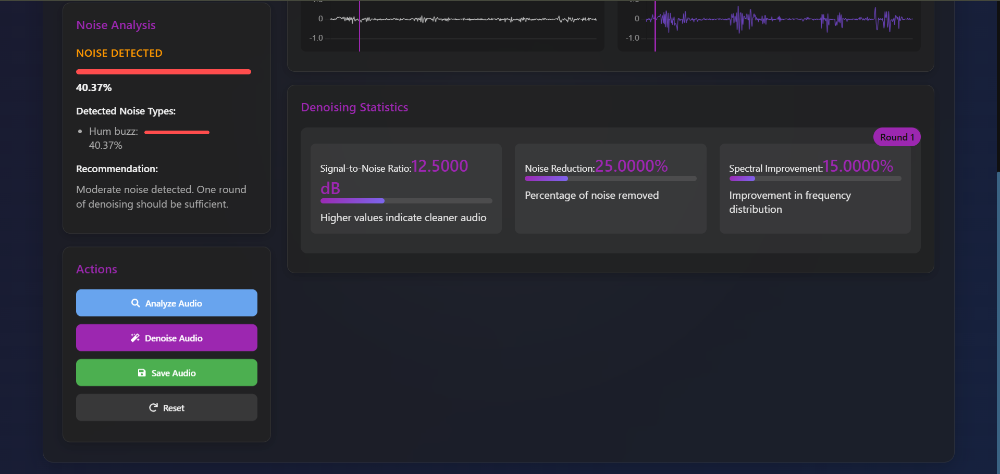 Noise Analysis
NOISE DETECTED
40.37%
Detected Noise Types:
Hum buzz:
40.37%
Recommendation:
Moderate noise detected. One round
of denoising should be sufficient.
Actions
Analyze Audio
Denoise Audio
Save Audio
Reset
0
-1.0
0
-1.0
Denoising Statistics
Round 1
Signal-to-Noise Ratio:12.5000
dB
Higher values indicate cleaner audio
Noise Reduction:25.0000%
Percentage of noise removed
Spectral Improvement:15.0000%
Improvement in frequency
distribution